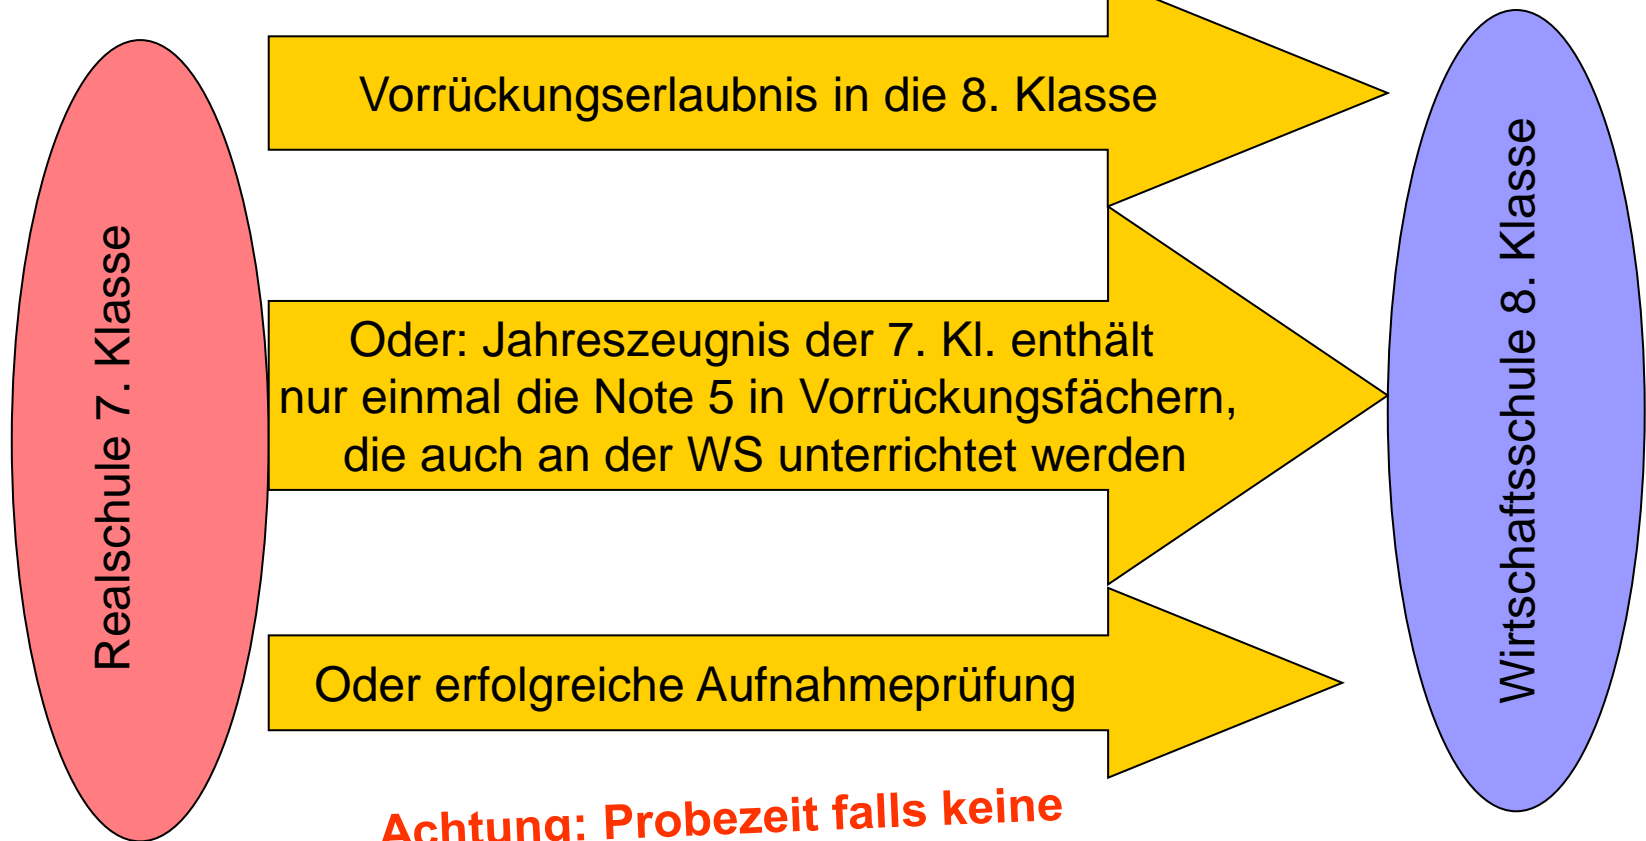 Realschule 7. Klasse
Vorrückungserlaubnis in die 8. Klasse
Oder: Jahreszeugnis der 7. Kl. enthält
nur einmal die Note 5 in Vorrückungsfächern,
die auch an der WS unterrichtet werden
Oder erfolgreiche Aufnahmeprüfung
Wirtschaftsschule 8. Klasse
Achtung: Probezeit falls keine